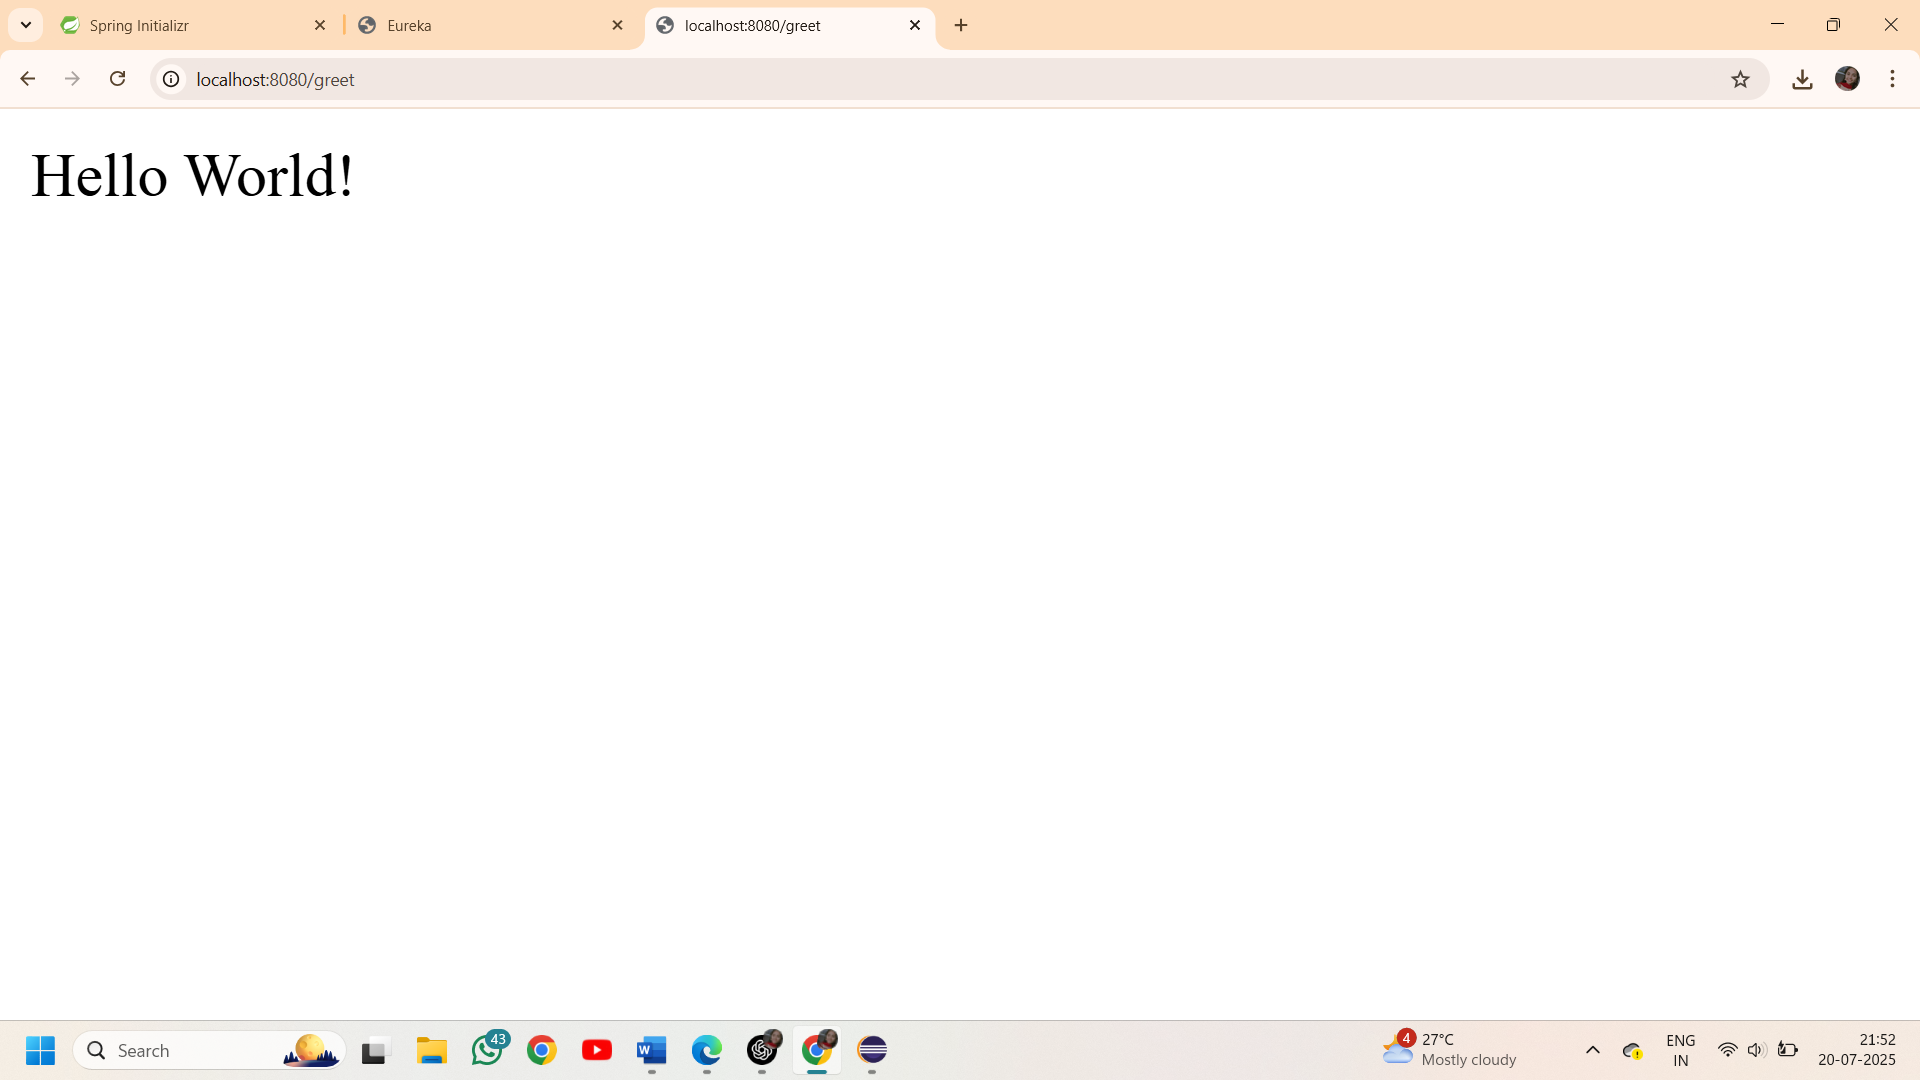 Spring Initializr
Eureka
localhost:8080/greet
localhost:8080/greet
Hello World!
Search
43
W
4
27°C
Mostly cloudy
ENG
IN
21:52
20-07-2025